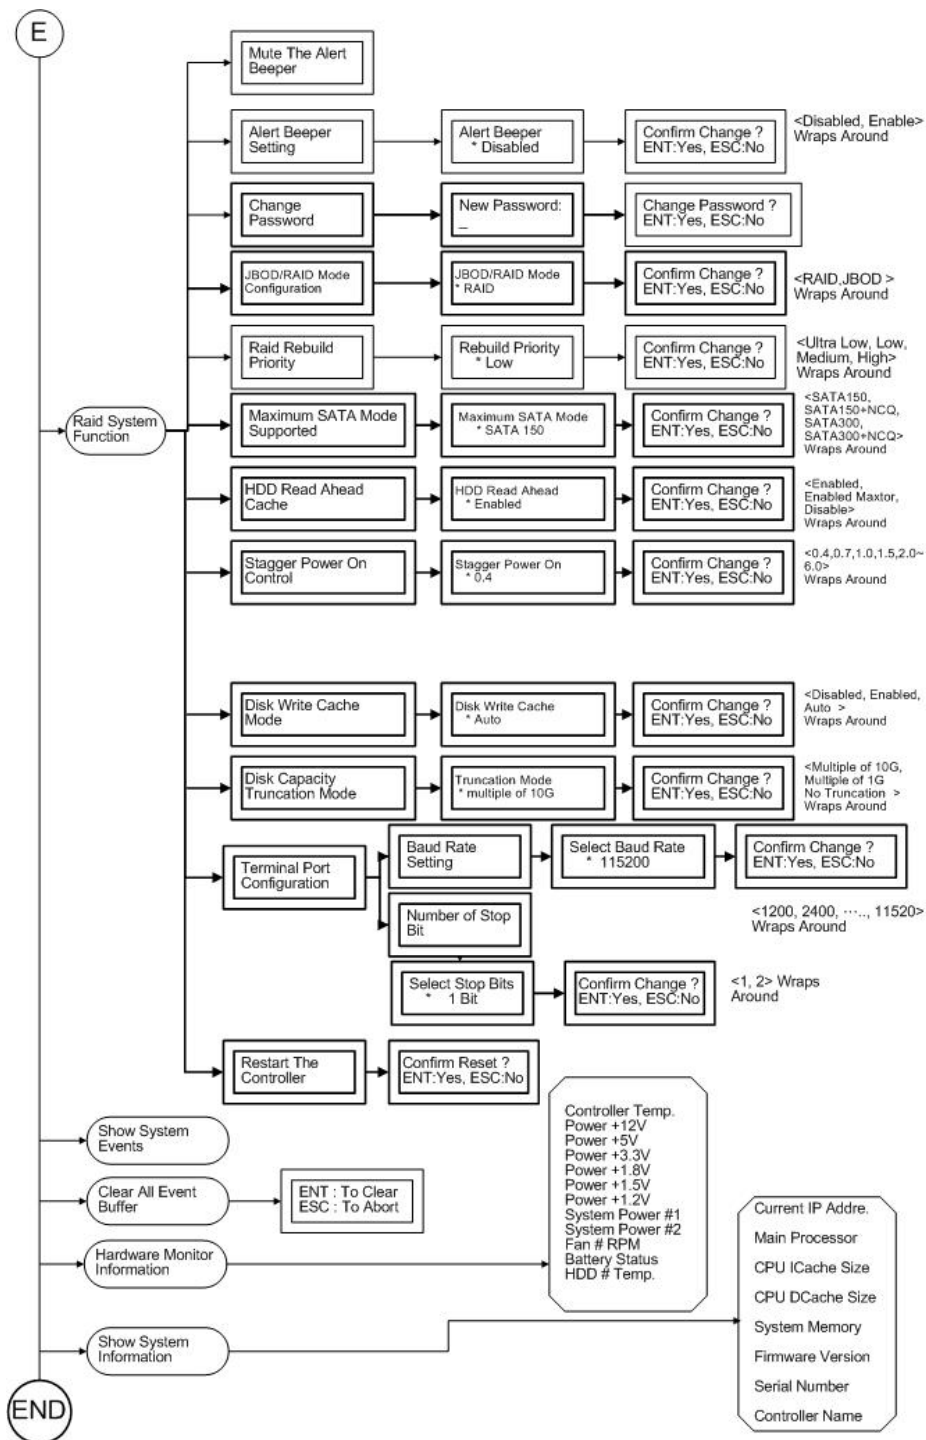 E
Mute The Alert
Beeper
Alert Beeper
Setting
Alert Beeper
* Disabled
Confirm Change ?
ENT:Yes, ESC:No
<Disabled, Enable>
Wraps Around
Change
Password
New Password:
_
Change Password ?
ENT:Yes, ESC:No
JBOD/RAID Mode
Configuration
JBOD/RAID Mode
* RAID
Confirm Change ?
ENT:Yes, ESC:No
<RAID,JBOD >
Wraps Around
Raid Rebuild
Priority
Rebuild Priority
* Low
Confirm Change ?
ENT:Yes, ESC:No
<Ultra Low, Low,
Medium, High>
Wraps Around
Raid System
Function
Maximum SATA Mode
Supported
Maximum SATA Mode
* SATA 150
Confirm Change ?
ENT:Yes, ESC:No
<SATA150,
SATA150+NCQ,
SATA300,
SATA300+NCQ>
Wraps Around
HDD Read Ahead
Cache
HDD Read Ahead
* Enabled
Confirm Change ?
ENT:Yes, ESC:No
<Enabled,
Enabled Maxtor,
Disable>
Wraps Around
Stagger Power On
Control
Stagger Power On
* 0.4
Confirm Change ?
ENT:Yes, ESC:No
<0.4,0.7,1.0,1.5,2.0~
6.0>
Wraps Around
Disk Write Cache
Mode
Disk Write Cache
* Auto
Confirm Change ?
ENT:Yes, ESC:No
<Disabled, Enabled,
Auto >
Wraps Around
Disk Capacity
Truncation Mode
Truncation Mode
* multiple of 10G
Confirm Change ?
ENT:Yes, ESC:No
<Multiple of 10G,
Multiple of 1G
No Truncation >
Wraps Around
Terminal Port
Configuration
Baud Rate
Setting
Select Baud Rate
* 115200
Confirm Change ?
ENT:Yes, ESC:No
<1200, 2400, ....., 11520>
Wraps Around
Number of Stop
Bit
Select Stop Bits
* 1 Bit
Confirm Change ?
ENT:Yes, ESC:No
<1, 2> Wraps
Around
Restart The
Controller
Confirm Reset ?
ENT:Yes, ESC:No
Show System
Events
Clear All Event
Buffer
ENT : To Clear
ESC : To Abort
Hardware Monitor
Information
Controller Temp.
Power +12V
Power +5V
Power +3.3V
Power +1.8V
Power +1.5V
Power +1.2V
System Power #1
System Power #2
Fan # RPM
Battery Status
HDD # Temp.
Show System
Information
Current IP Addre.
Main Processor
CPU ICache Size
CPU DCache Size
System Memory
Firmware Version
Serial Number
Controller Name
END